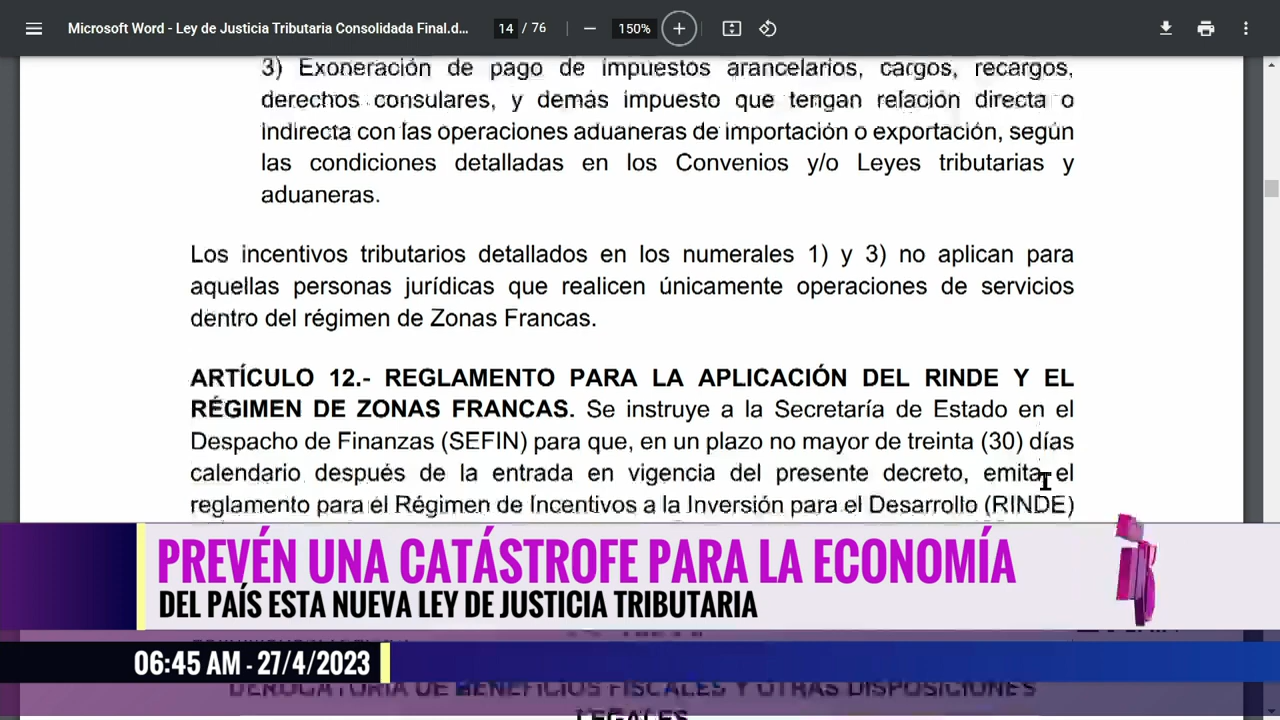 Microsoft Word - Ley de Justicia Tributaria Consolidada Final.d...
14 / 76
150%
3) Exoneración de pago de impuestos arancelarios, cargos, recargos,
derechos consulares, y demás impuesto que tengan relación directa o
indirecta con las operaciones aduaneras de importación o exportación, según
las condiciones detalladas en los Convenios y/o Leyes tributarias y
aduaneras.
Los incentivos tributarios detallados en los numerales 1) y 3) no aplican para
aquellas personas jurídicas que realicen únicamente operaciones de servicios
dentro del régimen de Zonas Francas.
ARTÍCULO 12.- REGLAMENTO PARA LA APLICACIÓN DEL RINDE Y EL
RÉGIMEN DE ZONAS FRANCAS. Se instruye a la Secretaría de Estado en el
Despacho de Finanzas (SEFIN) para que, en un plazo no mayor de treinta (30) días
calendario después de la entrada en vigencia del presente decreto, emita el
reglamento para el Régimen de Incentivos a la Inversión para el Desarrollo (RINDE)
PREVÉN UNA CATÁSTROFE PARA LA ECONOMÍA
DEL PAÍS ESTA NUEVA LEY DE JUSTICIA TRIBUTARIA
06:45 AM - 27/4/2023
DEROGATORIA DE BENEFICIOS FISCALES Y OTRAS DISPOSICIONES
LEGALES